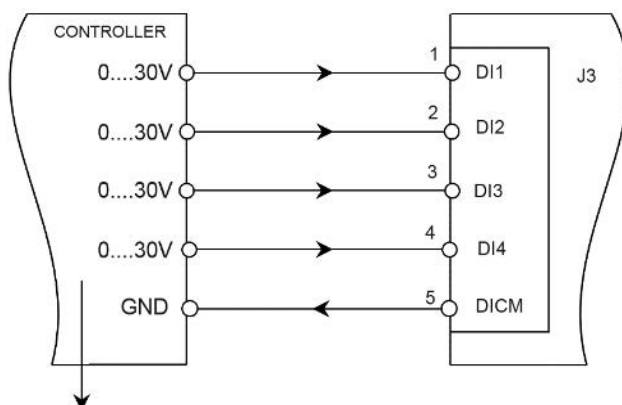 CONTROLLER
0....30V 1 DI1 J3
0....30V 2 DI2
0....30V 3 DI3
0....30V 4 DI4
GND 5 DICM